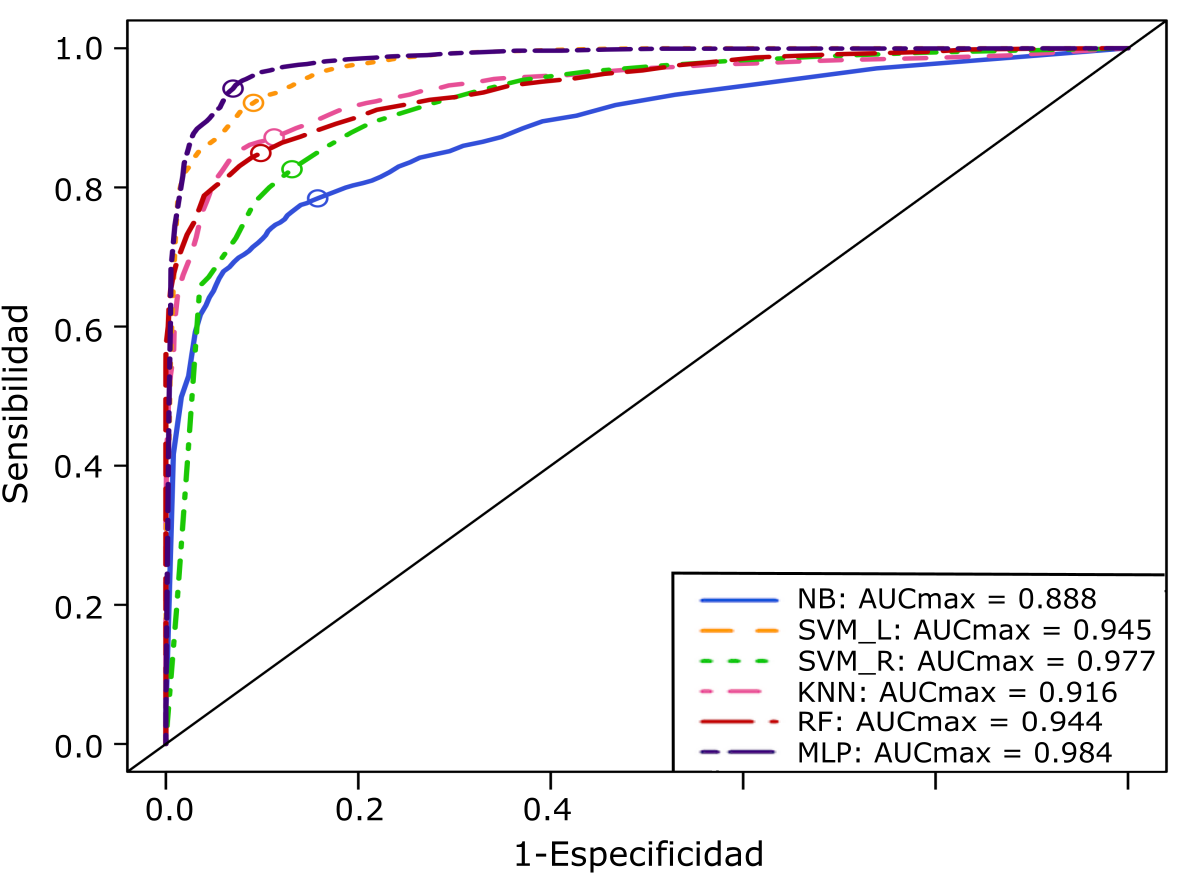 1.0
0.8
0.6
0.4
0.2
0.0
Sensibilidad
NB: AUCmax = 0.888
SVM_L: AUCmax = 0.945
SVM_R: AUCmax = 0.977
KNN: AUCmax = 0.916
RF: AUCmax = 0.944
MLP: AUCmax = 0.984
0.0 0.2 0.4
1-Especificidad